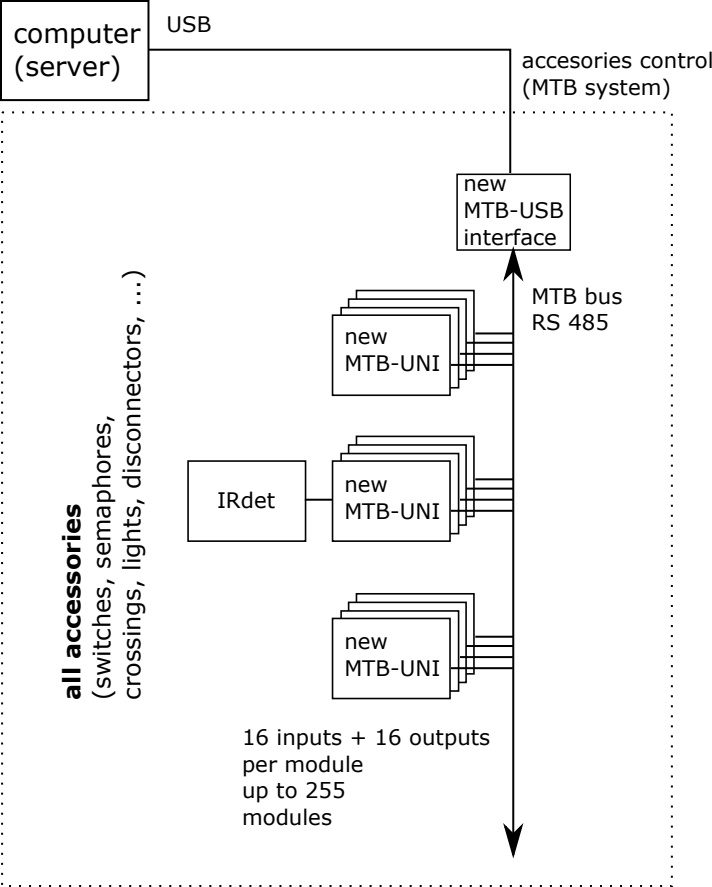 computer
(server)
USB
accesories control
(MTB system)
new
MTB-USB
interface
MTB bus
RS 485
new
MTB-UNI
IRdet
new
MTB-UNI
new
MTB-UNI
all accessories
(switches, semaphores,
crossings, lights, disconnectors, ...)
16 inputs + 16 outputs
per module
up to 255
modules